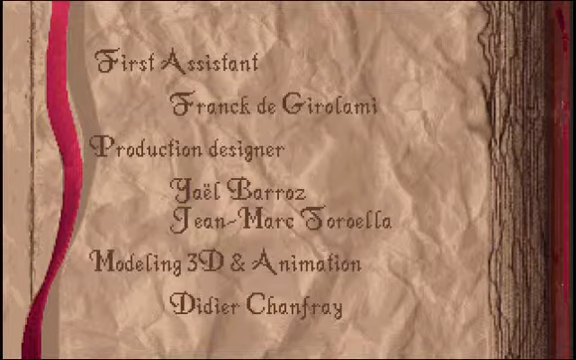 First Assistant
Franck de Girolami
Production designer
Yaël Barroz
Jean-Marc Toroella
Modeling 3D & Animation
Didier Chanfray